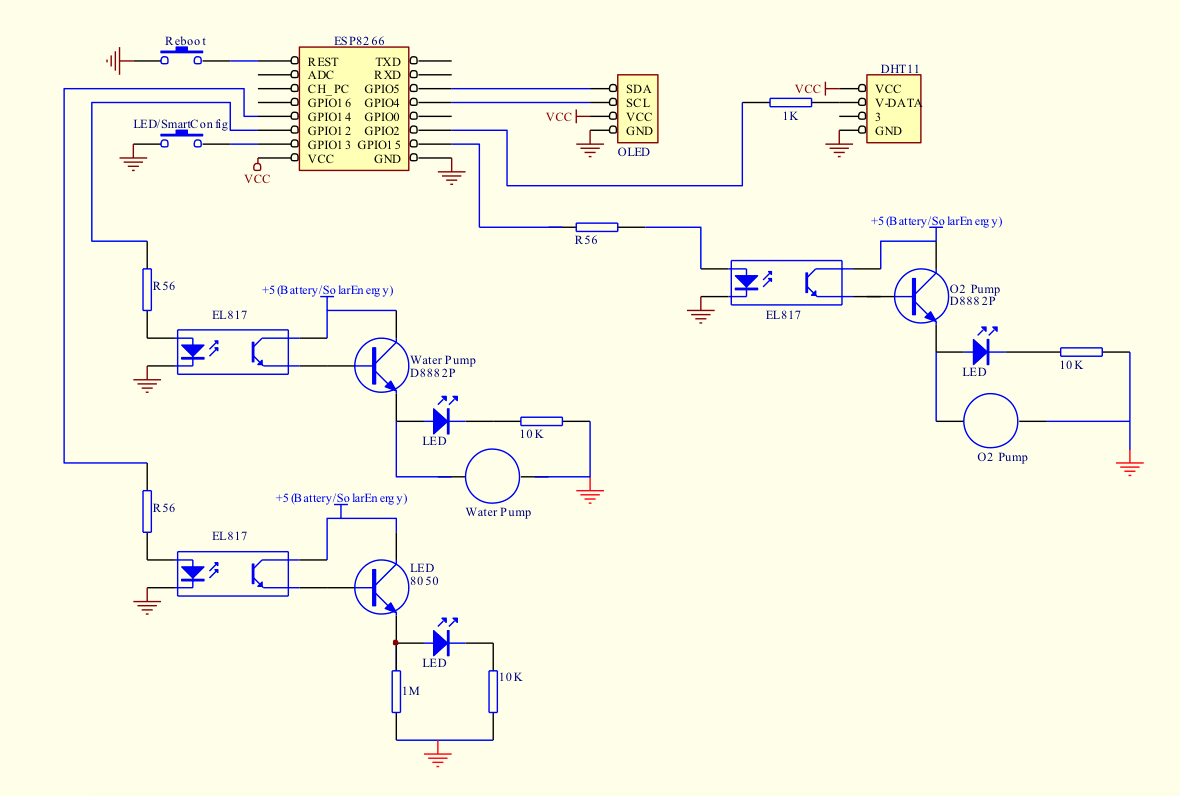 Reboot
ESP8266
REST TXD
ADC RXD
CH_PC GPIO5
GPIO16 GPIO4
GPIO14 GPIO0
GPIO12 GPIO2
GPIO13 GPIO15
VCC GND
LED/SmartConfig
VCC
SDA
SCL
VCC VCC
GND
OLED
DHT11
VCC VCC
V-DATA
1K 3
GND
R56
+5(Battery/SolarEnergy)
EL817
O2 Pump
D8882P
LED
10K
O2 Pump
R56
+5(Battery/SolarEnergy)
EL817
Water Pump
D8882P
LED
10K
Water Pump
R56
+5(Battery/SolarEnergy)
EL817
LED
8050
LED
1M
10K